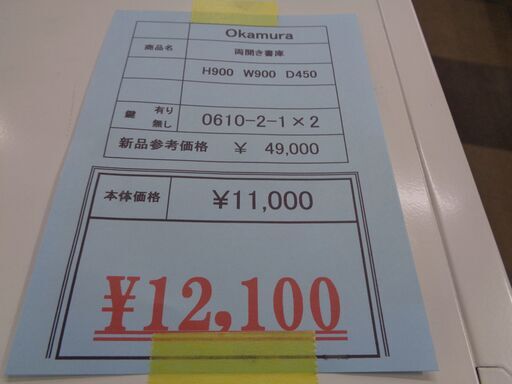 Okamura
商品名 両開き書庫
H900 W900 D450
鍵 有り 無し 0610-2-1×2
新品参考価格 ¥ 49,000
本体価格 ¥11,000
¥12,100